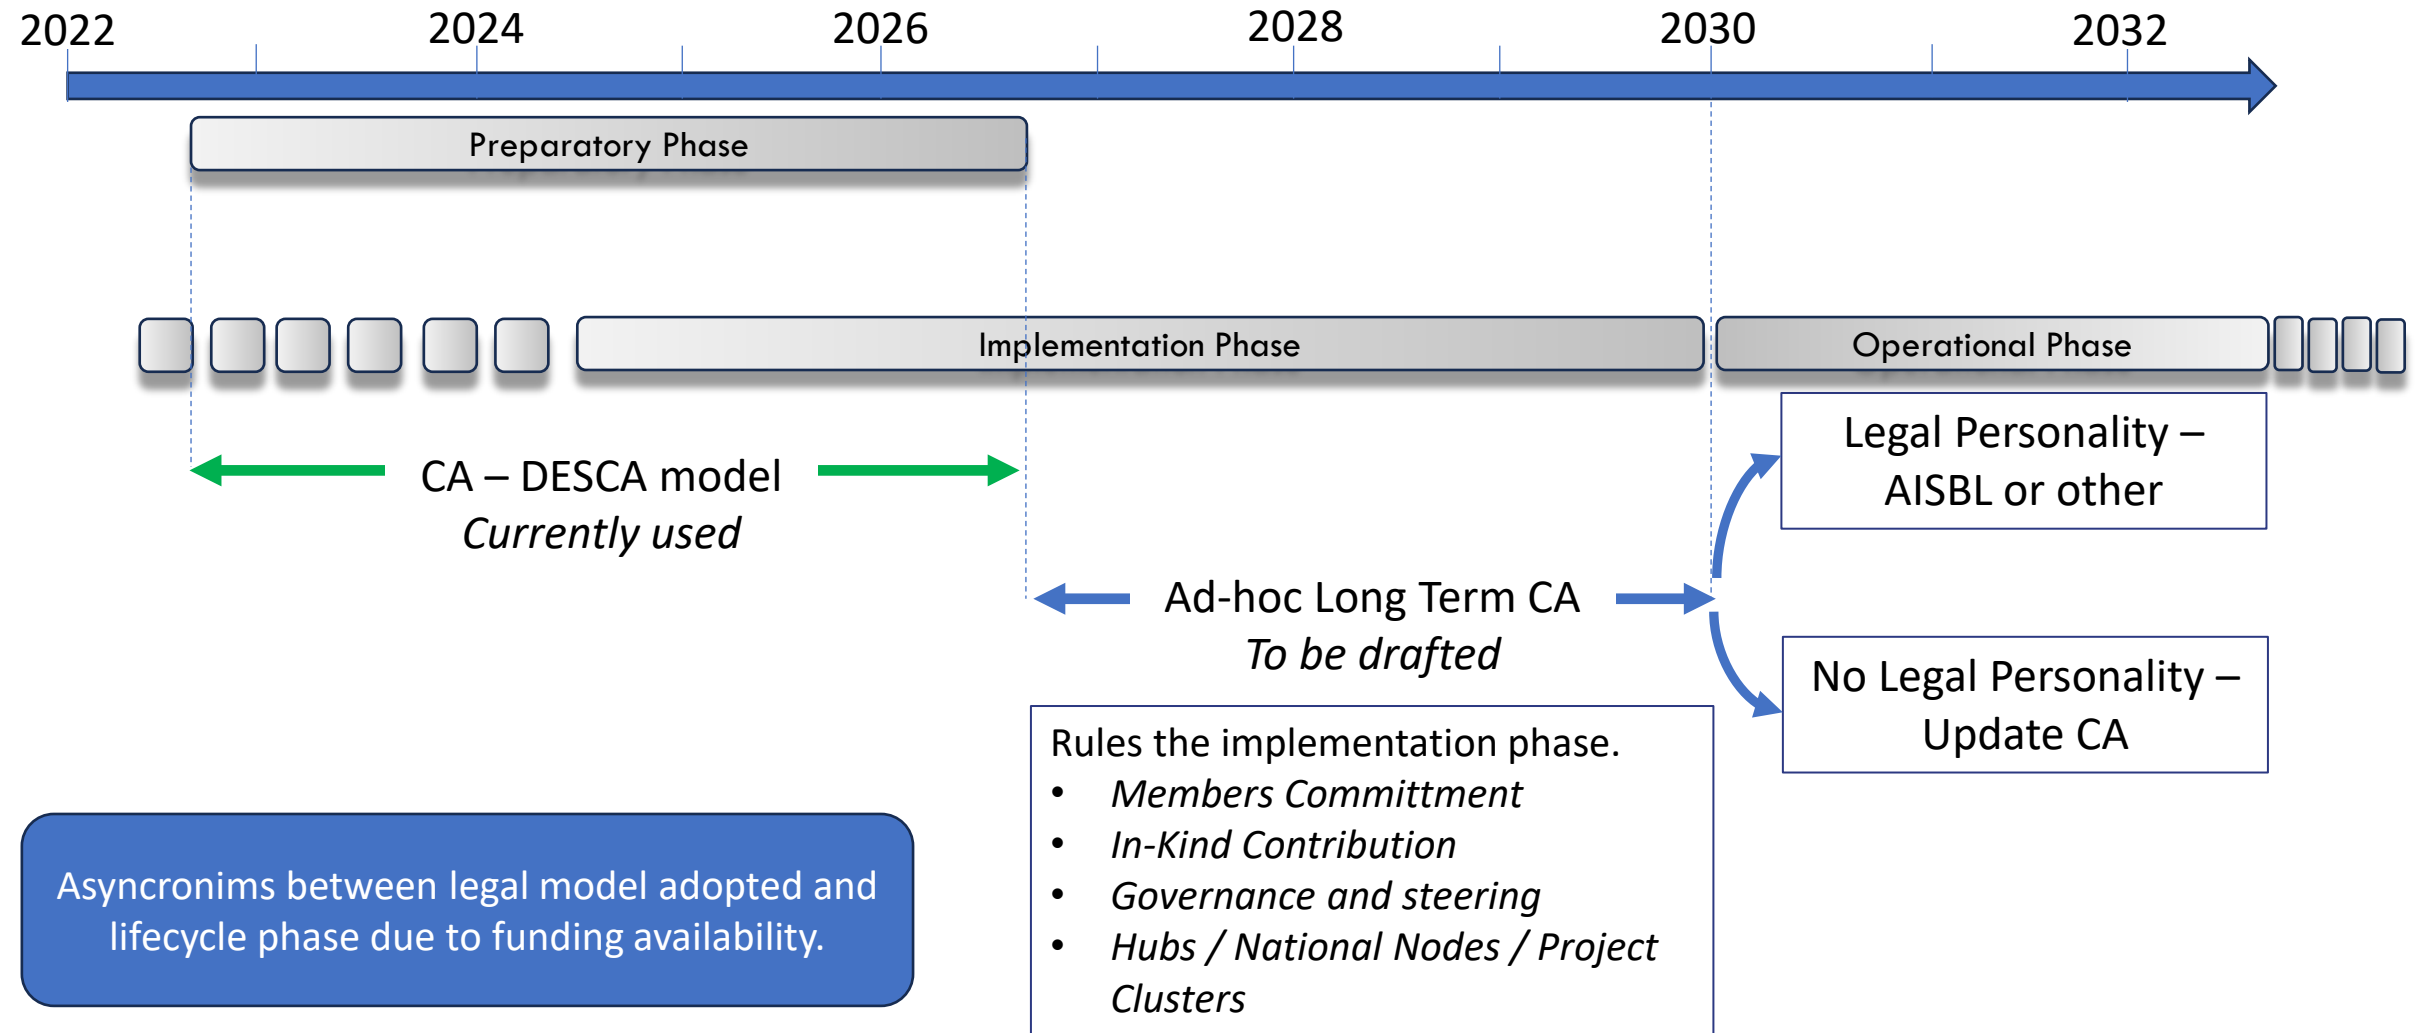 2022 2024 2026 2028 2030 2032
Preparatory Phase
Implementation Phase
Operational Phase
CA – DESCA model
Currently used
Legal Personality –
AISBL or other
Ad-hoc Long Term CA
To be drafted
No Legal Personality –
Update CA
Rules the implementation phase.
• Members Committment
• In-Kind Contribution
• Governance and steering
• Hubs / National Nodes / Project
Clusters
Asyncronims between legal model adopted and
lifecycle phase due to funding availability.